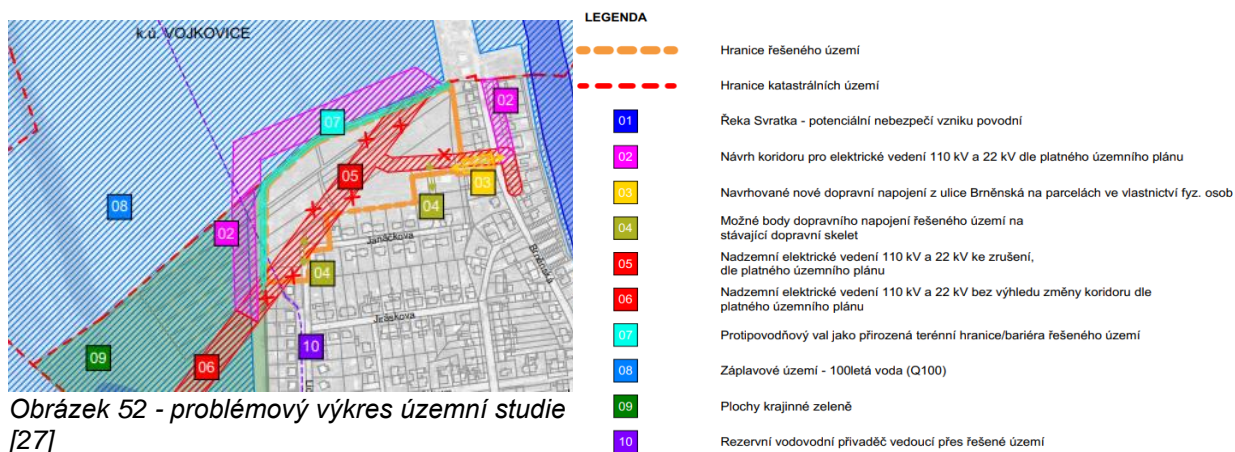 k.ú. VOJKOVICE
02
07
05
03
08
02
04
Janáčkova
Brněnská
04
Jiráskova
10
09
06
Obrázek 52 - problémový výkres územní studie
[27]
LEGENDA
Hranice řešeného území
Hranice katastrálních území
01 Řeka Svratka - potenciální nebezpečí vzniku povodní
02 Návrh koridoru pro elektrické vedení 110 kV a 22 kV dle platného územního plánu
03 Navrhované nové dopravní napojení z ulice Brněnská na parcelách ve vlastnictví fyz. osob
04 Možné body dopravního napojení řešeného území na
stávající dopravní skelet
05 Nadzemní elektrické vedení 110 kV a 22 kV ke zrušení,
dle platného územního plánu
06 Nadzemní elektrické vedení 110 kV a 22 kV bez výhledu změny koridoru dle
platného územního plánu
07 Protipovodňový val jako přirozená terénní hranice/bariéra řešeného území
08 Záplavové území - 100letá voda (Q100)
09 Plochy krajinné zeleně
10 Rezervní vodovodní přivaděč vedoucí přes řešené území